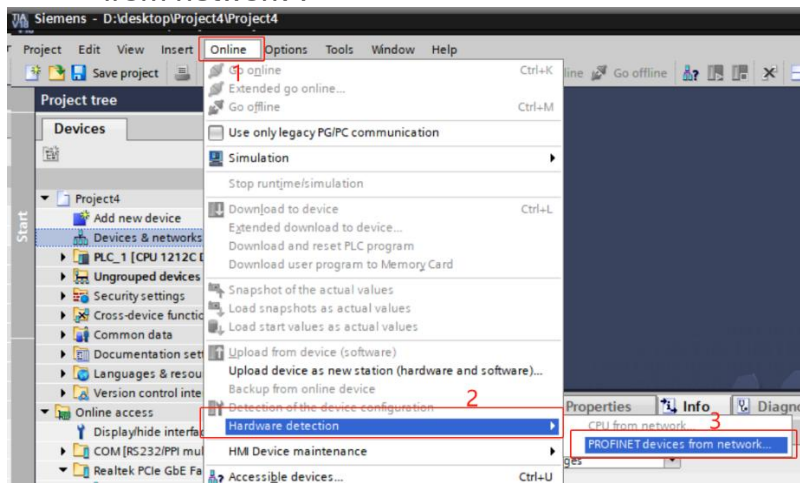 Siemens - D:\desktop\Project4\Project4
Project Edit View Insert Online Options Tools Window Help
1
Save project
Go offline
Project tree
Devices
Start
Project4
Add new device
Devices & networks
PLC_1 [CPU 1212C
Ungrouped devices
Security settings
Cross-device functio
Common data
Documentation sett
Languages & resou
Version control inte
Online access
Display/hide interfac
COM [RS232/PPI mul
Realtek PCIe GbE Fa
Go online Ctrl+K
Extended go online...
Go offline Ctrl+M
Use only legacy PG/PC communication
Simulation
Stop runtime/simulation
Download to device Ctrl+L
Extended download to device...
Download and reset PLC program
Download user program to Memory Card
Snapshot of the actual values
Load snapshots as actual values
Load start values as actual values
Upload from device (software)
Upload device as new station (hardware and software)...
Backup from online device
Detection of the device configuration
2
Hardware detection
HMI Device maintenance
Accessible devices... Ctrl+U
Properties Info Diagno
3
CPU from network...
PROFINET devices from network...
ges